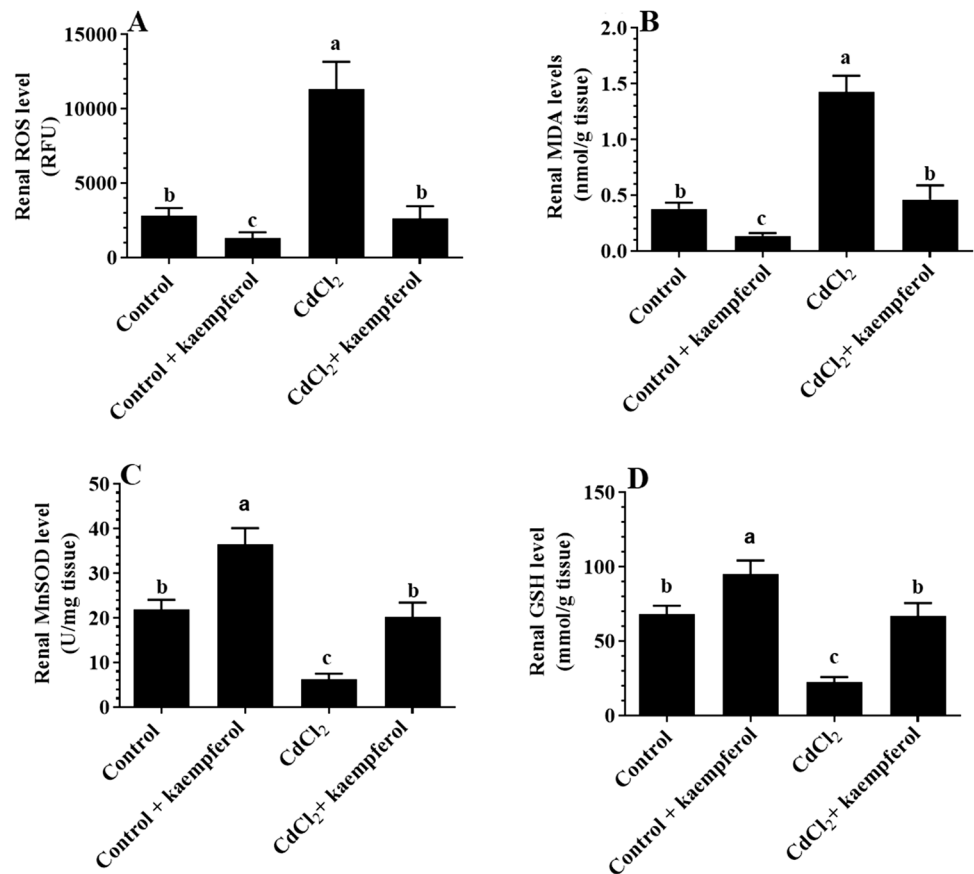 A
Renal ROS level
(RFU)
15000
10000
5000
0
b
c
a
b
Control
Control + kaempferol
CdCl₂
CdCl₂+ kaempferol
B
Renal MDA levels
(nmol/g tissue)
2.0
1.5
1.0
0.5
0.0
b
c
a
b
Control
Control + kaempferol
CdCl₂
CdCl₂+ kaempferol
C
Renal MnSOD level
(U/mg tissue)
50
40
30
20
10
0
b
a
c
b
Control
Control + kaempferol
CdCl₂
CdCl₂+ kaempferol
D
Renal GSH level
(mmol/g tissue)
150
100
50
0
b
a
c
b
Control
Control + kaempferol
CdCl₂
CdCl₂+ kaempferol